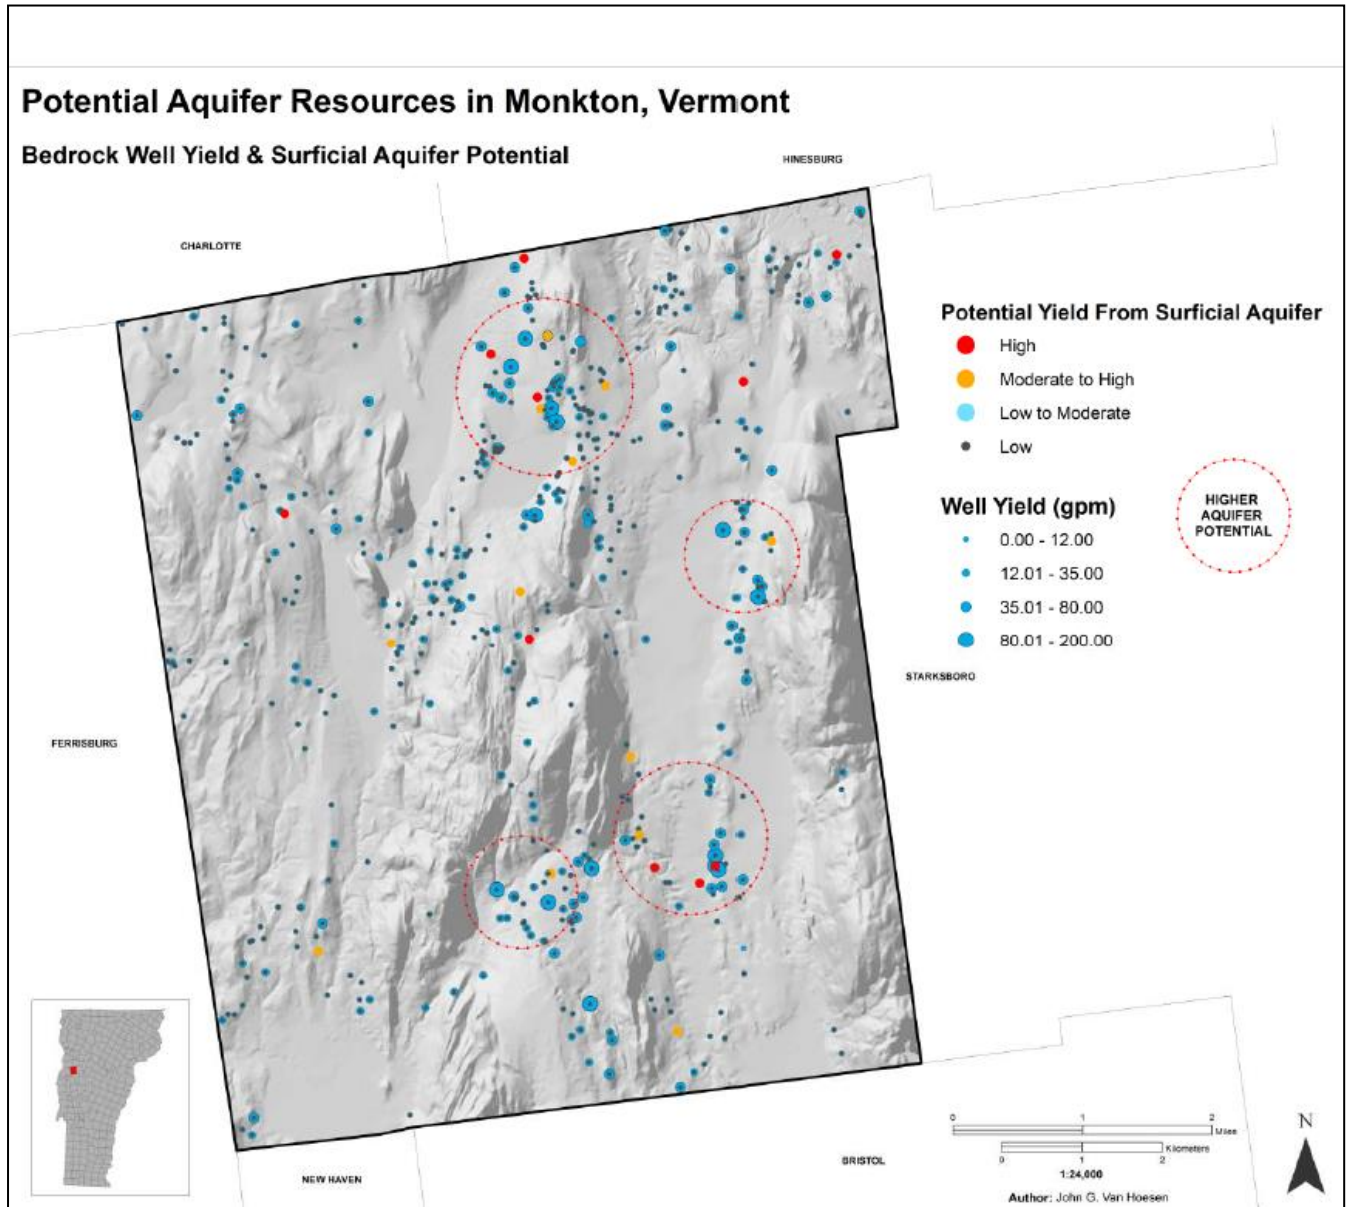 Potential Aquifer Resources in Monkton, Vermont
Bedrock Well Yield & Surficial Aquifer Potential
HINESBURG
CHARLOTTE
Potential Yield From Surficial Aquifer
High
Moderate to High
Low to Moderate
Low
HIGHER
AQUIFER
POTENTIAL
Well Yield (gpm)
0.00 - 12.00
12.01 - 35.00
35.01 - 80.00
80.01 - 200.00
STARKSBORO
FERRISBURG
0 1 2
Miles
Kilometers
0 1 2
1:24,000
N
BRISTOL
NEW HAVEN
Author: John G. Van Hoesen